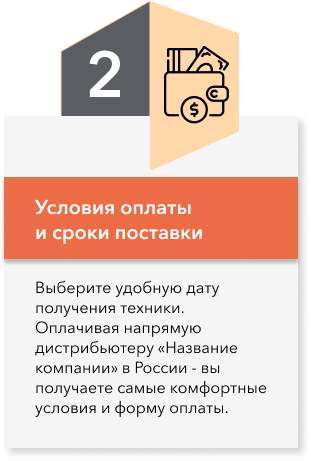 2
$
Условия оплаты
и сроки поставки
Выберите удобную дату
получения техники.
Оплачивая напрямую
дистрибьютеру «Название
компании» в России - вы
получаете самые комфортные
условия и форму оплаты.